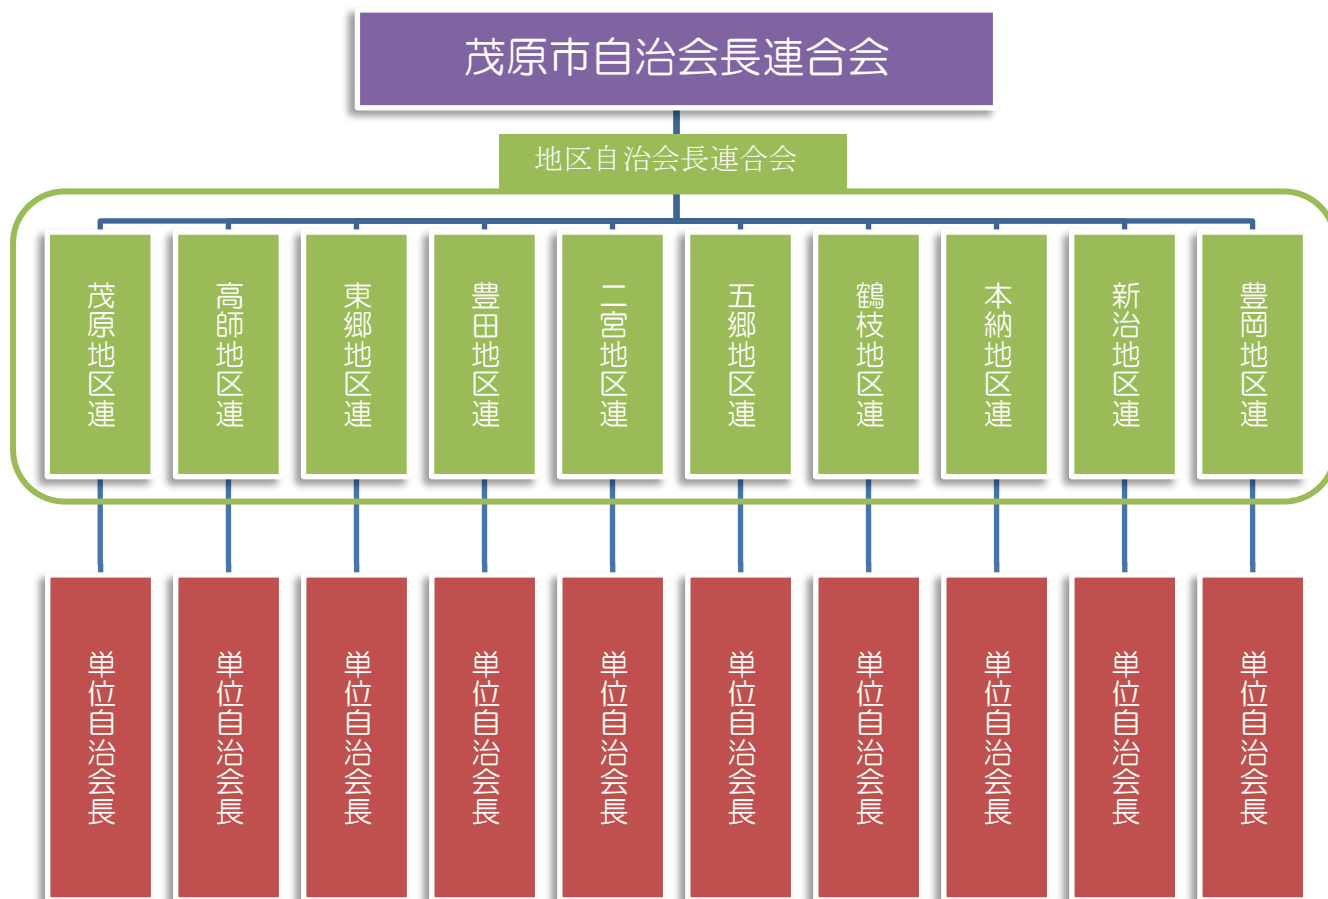 茂原市自治会長連合会
地区自治会長連合会
茂原地区連
高師地区連
東郷地区連
豊田地区連
二宮地区連
五郷地区連
鶴枝地区連
本納地区連
新治地区連
豊岡地区連
単位自治会長
単位自治会長
単位自治会長
単位自治会長
単位自治会長
単位自治会長
単位自治会長
単位自治会長
単位自治会長
単位自治会長